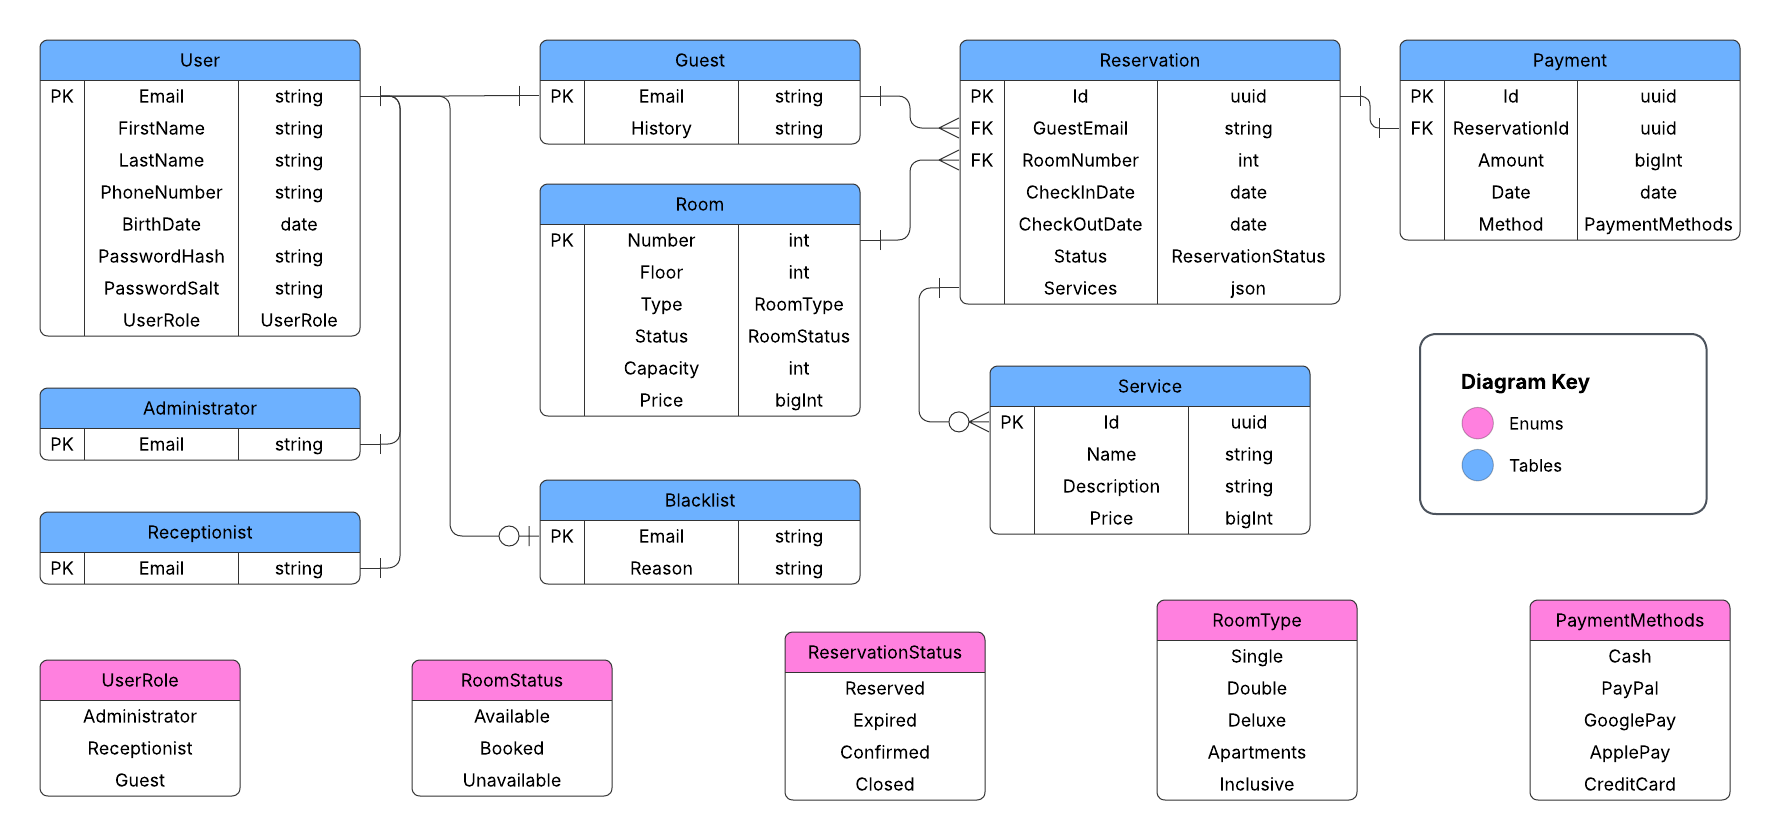 User
PK Email string
FirstName string
LastName string
PhoneNumber string
BirthDate date
PasswordHash string
PasswordSalt string
UserRole UserRole
Administrator
PK Email string
Receptionist
PK Email string
Guest
PK Email string
History string
Room
PK Number int
Floor int
Type RoomType
Status RoomStatus
Capacity int
Price bigInt
Blacklist
PK Email string
Reason string
Reservation
PK Id uuid
FK GuestEmail string
FK RoomNumber int
CheckInDate date
CheckOutDate date
Status ReservationStatus
Services json
Service
PK Id uuid
Name string
Description string
Price bigInt
Payment
PK Id uuid
FK ReservationId uuid
Amount bigInt
Date date
Method PaymentMethods
Diagram Key
Enums
Tables
UserRole
Administrator
Receptionist
Guest
RoomStatus
Available
Booked
Unavailable
ReservationStatus
Reserved
Expired
Confirmed
Closed
RoomType
Single
Double
Deluxe
Apartments
Inclusive
PaymentMethods
Cash
PayPal
GooglePay
ApplePay
CreditCard